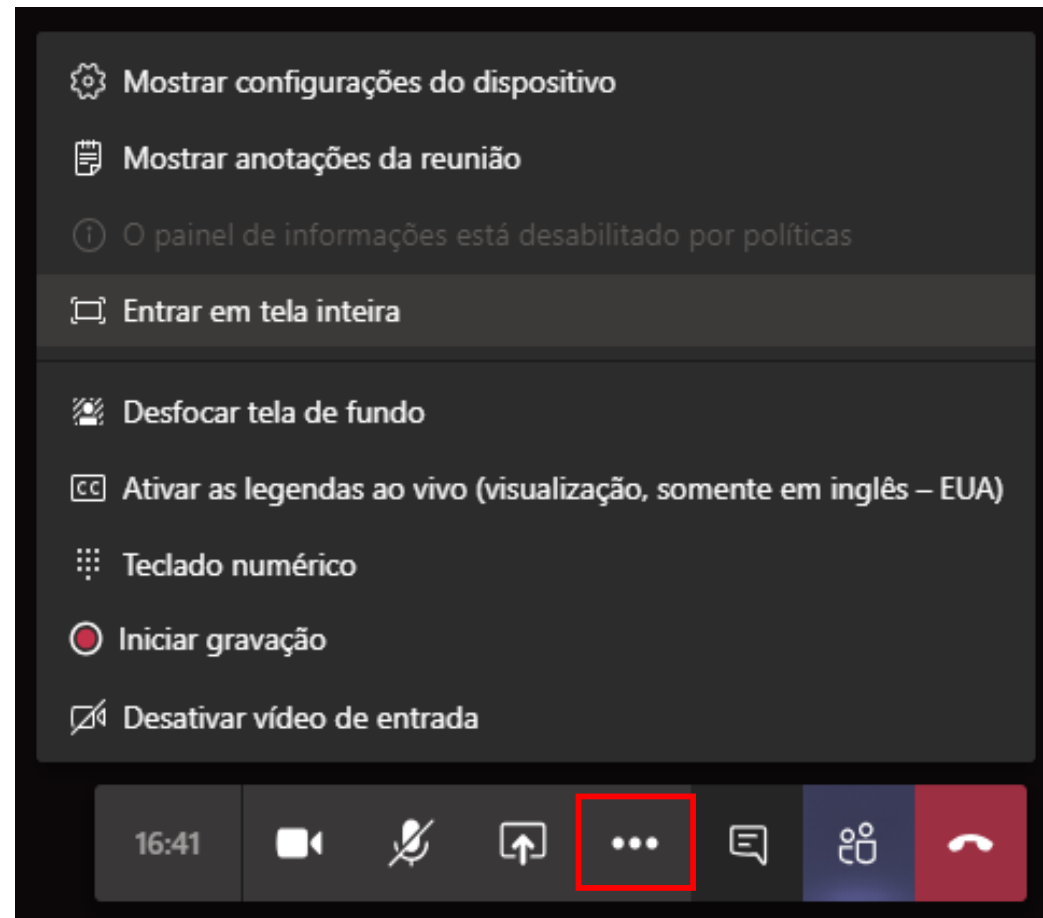 Mostrar configurações do dispositivo
Mostrar anotações da reunião
O painel de informações está desabilitado por políticas
Entrar em tela inteira
Desfocar tela de fundo
CC Ativar as legendas ao vivo (visualização, somente em inglês – EUA)
Teclado numérico
Iniciar gravação
Desativar vídeo de entrada
16:41